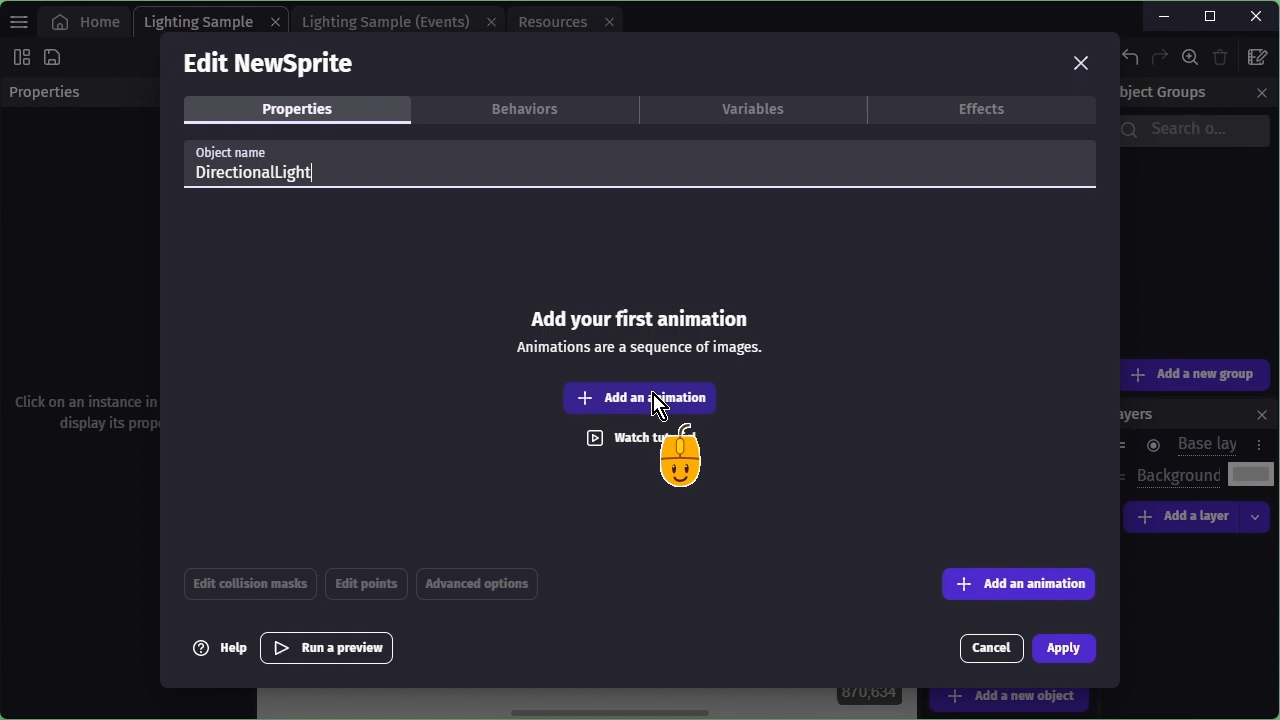 Home
Lighting Sample
Lighting Sample (Events)
Resources
Properties
Edit NewSprite
bject Groups
Properties
Behaviors
Variables
Effects
Search o...
Object name
DirectionalLight
Add your first animation
Animations are a sequence of images.
Add a new group
Add an animation
Click on an instance in
display its prope
ayers
Watch tut
Base lay
Background
Add a layer
Edit collision masks
Edit points
Advanced options
Add an animation
Help
Run a preview
Cancel
Apply
870;634
Add a new object